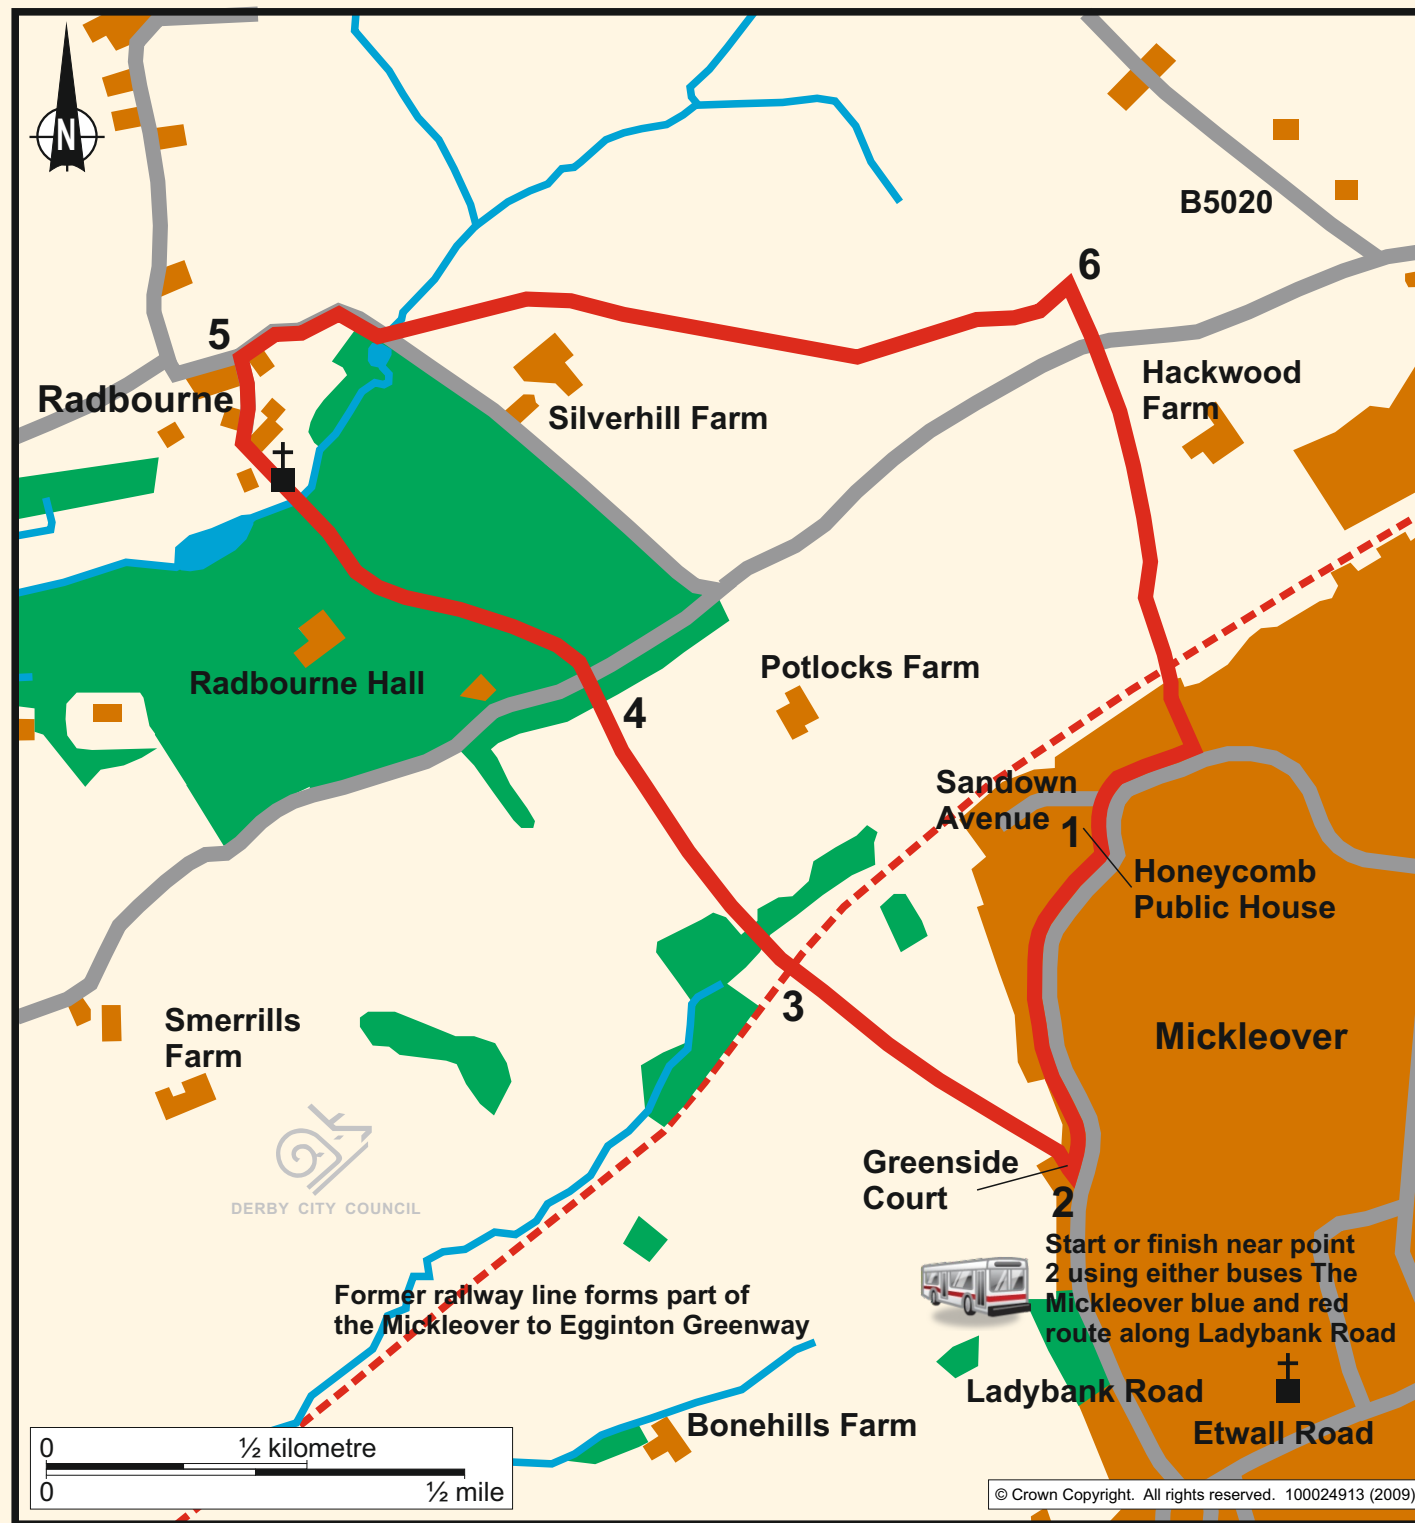 N
B5020
6
5
Hackwood
Farm
Radbourne
Silverhill Farm
Potlocks Farm
Radbourne Hall
4
Sandown
Avenue
1
Honeycomb
Public House
3
Smerrills
Farm
Mickleover
DERBY CITY COUNCIL
Greenside
Court
2
Start or finish near point
2 using either buses The
Mickleover blue and red
route along Ladybank Road
Former railway line forms part of
the Mickleover to Egginton Greenway
Ladybank Road
Bonehills Farm
Etwall Road
0 ½ kilometre
0 ½ mile
© Crown Copyright. All rights reserved. 100024913 (2009)